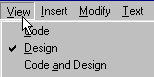 View Insert Modify Text
Code
Design
Code and Design